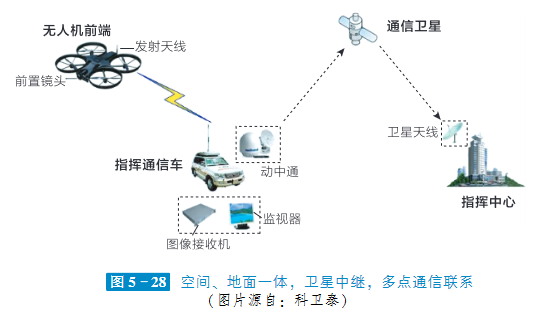 无人机前端
发射天线
前置镜头
通信卫星
卫星天线
指挥通信车
动中通
指挥中心
监视器
图像接收机
图5-28 空间、地面一体，卫星中继，多点通信联系
（图片源自：科卫泰）